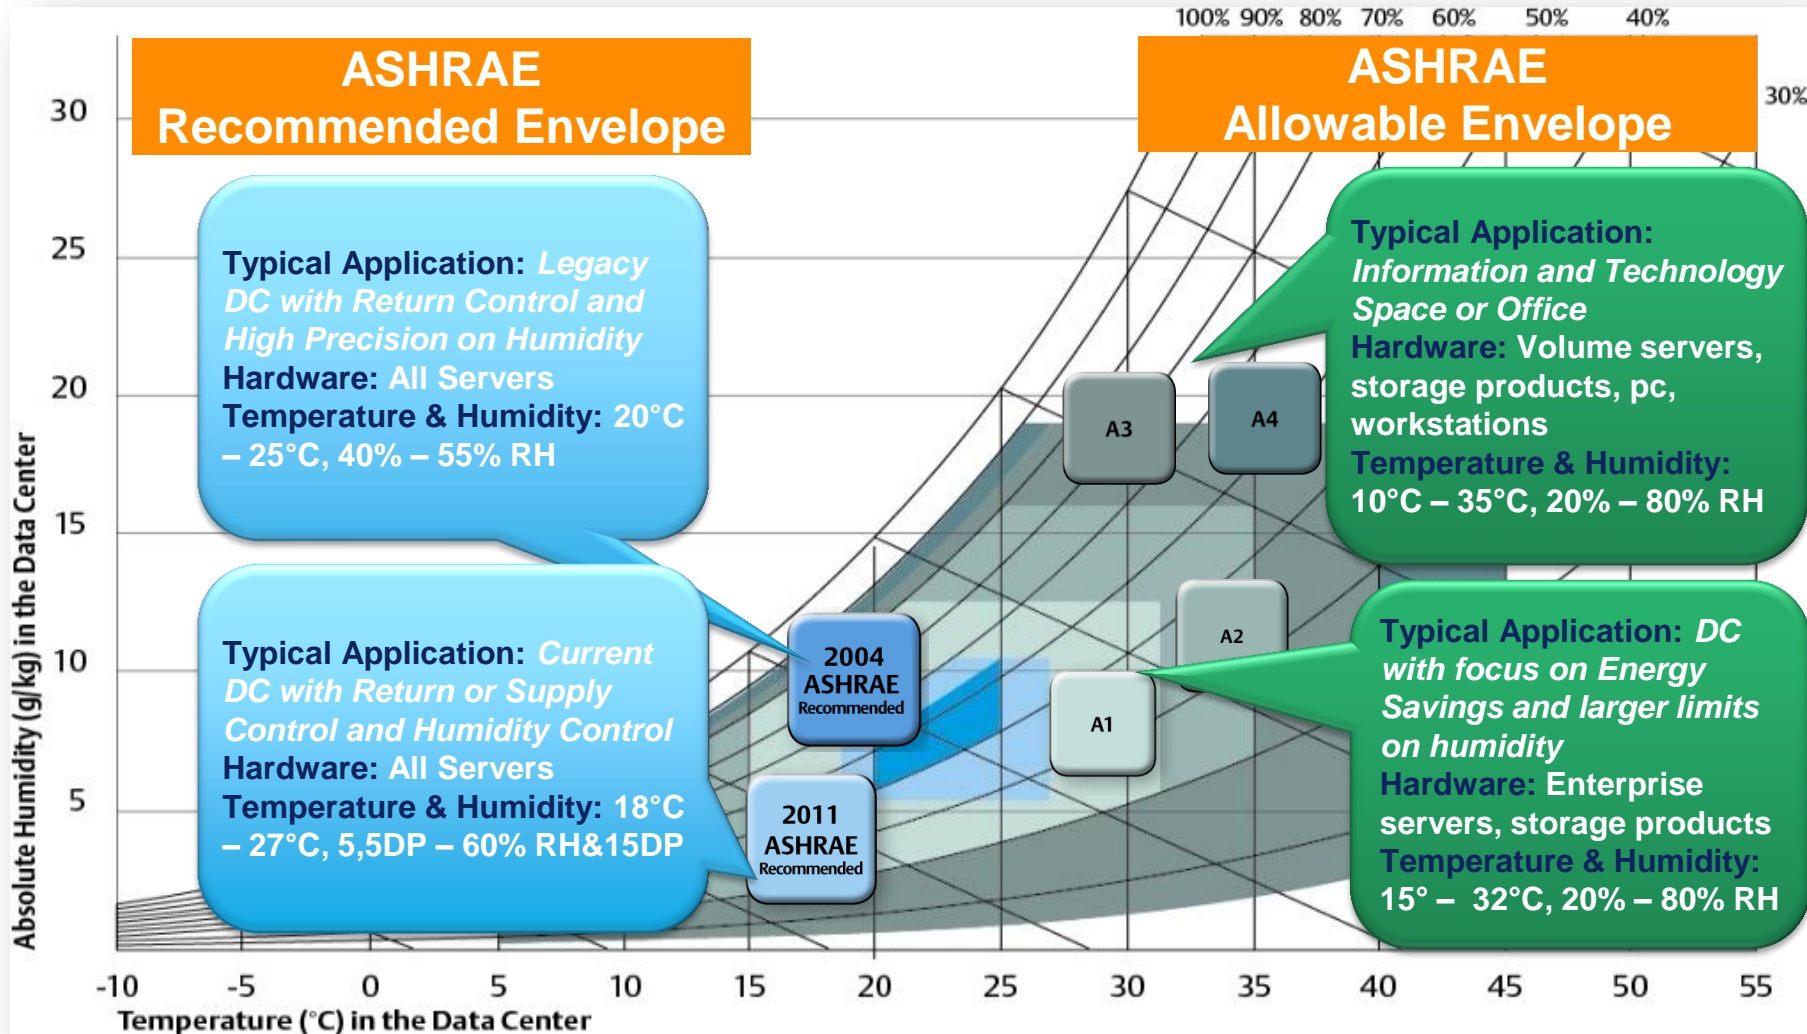 100% 90% 80% 70% 60% 50% 40%
30%
ASHRAE
Recommended Envelope
ASHRAE
Allowable Envelope
Typical Application: Legacy
DC with Return Control and
High Precision on Humidity
Hardware: All Servers
Temperature & Humidity: 20°C
– 25°C, 40% – 55% RH
Typical Application:
Information and Technology
Space or Office
Hardware: Volume servers,
storage products, pc,
workstations
Temperature & Humidity:
10°C – 35°C, 20% – 80% RH
A3
A4
Typical Application: Current
DC with Return or Supply
Control and Humidity Control
Hardware: All Servers
Temperature & Humidity: 18°C
– 27°C, 5,5DP – 60% RH&15DP
2004
ASHRAE
Recommended
2011
ASHRAE
Recommended
A2
A1
Typical Application: DC
with focus on Energy
Savings and larger limits
on humidity
Hardware: Enterprise
servers, storage products
Temperature & Humidity:
15° – 32°C, 20% – 80% RH
30
25
20
15
10
5
Absolute Humidity (g/kg) in the Data Center
-10 -5 0 5 10 15 20 25 30 35 40 45 50 55
Temperature (°C) in the Data Center